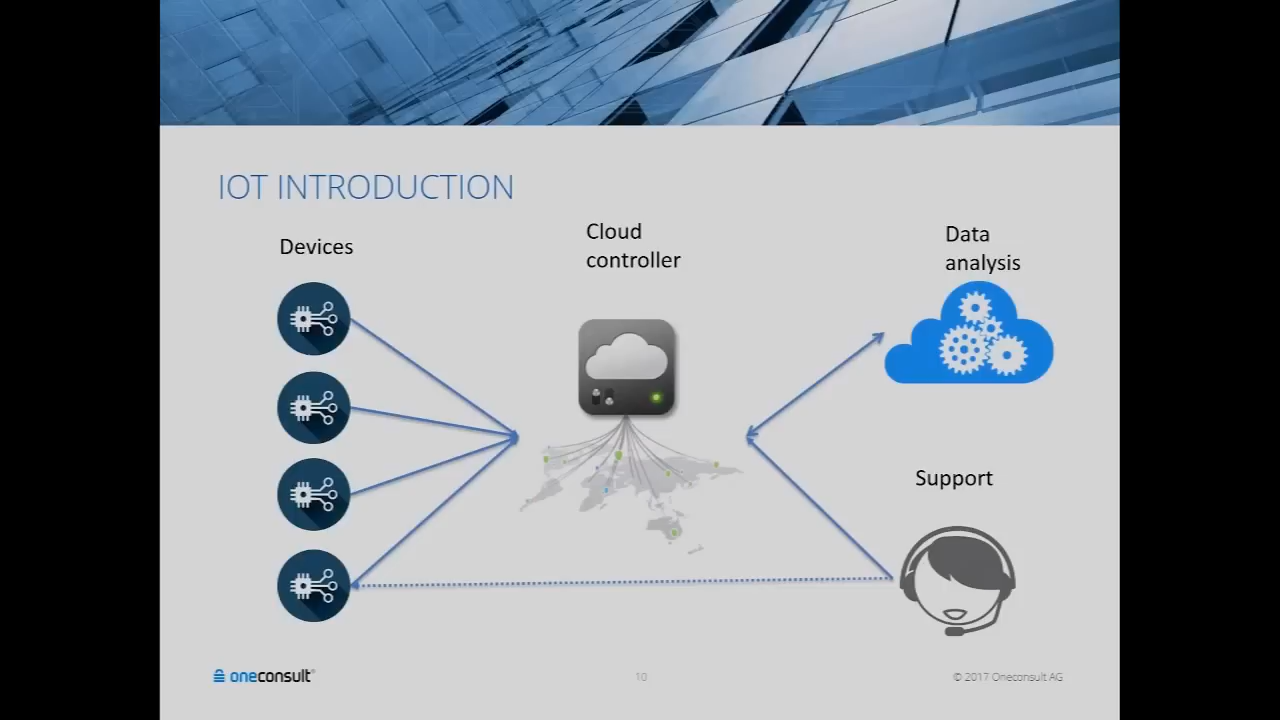 IOT INTRODUCTION
Devices
Cloud
controller
Data
analysis
Support
oneconsult®
10
© 2017 Oneconsult AG